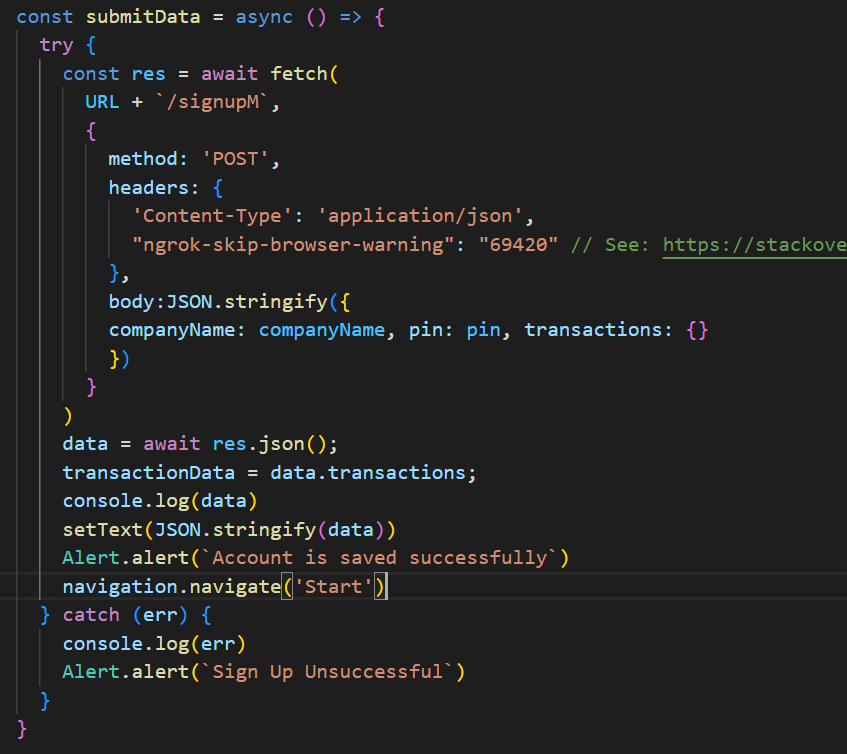 const submitData = async () => {
try {
const res = await fetch(
URL + `/signupM`,
{
method: 'POST',
headers: {
'Content-Type': 'application/json',
"ngrok-skip-browser-warning": "69420" // See: https://stackove
},
body:JSON.stringify({
companyName: companyName, pin: pin, transactions: {}
})
}
)
data = await res.json();
transactionData = data.transactions;
console.log(data)
setText(JSON.stringify(data))
Alert.alert(`Account is saved successfully`)
navigation.navigate('Start')
} catch (err) {
console.log(err)
Alert.alert(`Sign Up Unsuccessful`)
}
}